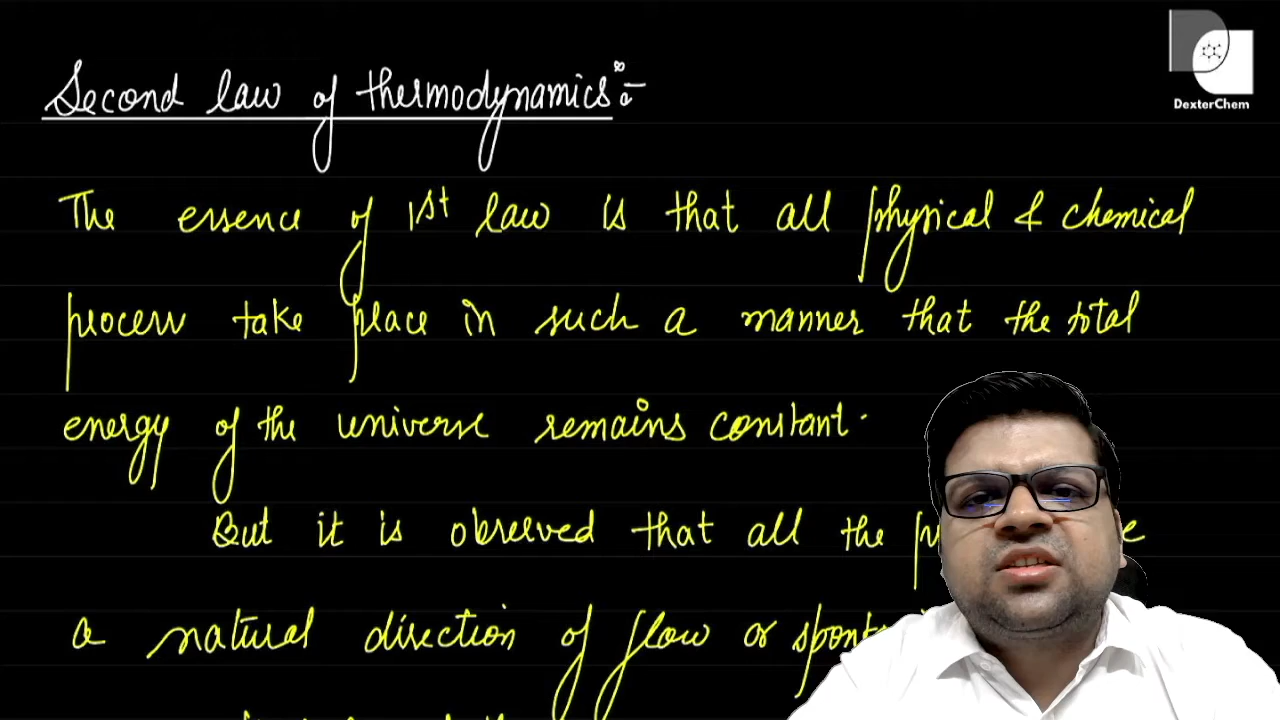 DexterChem
Second law of thermodynamics:-
The essence of 1st law is that all physical & chemical
process take place in such a manner that the total
energy of the universe remains constant.
But it is observed that all the
a natural direction of flow or